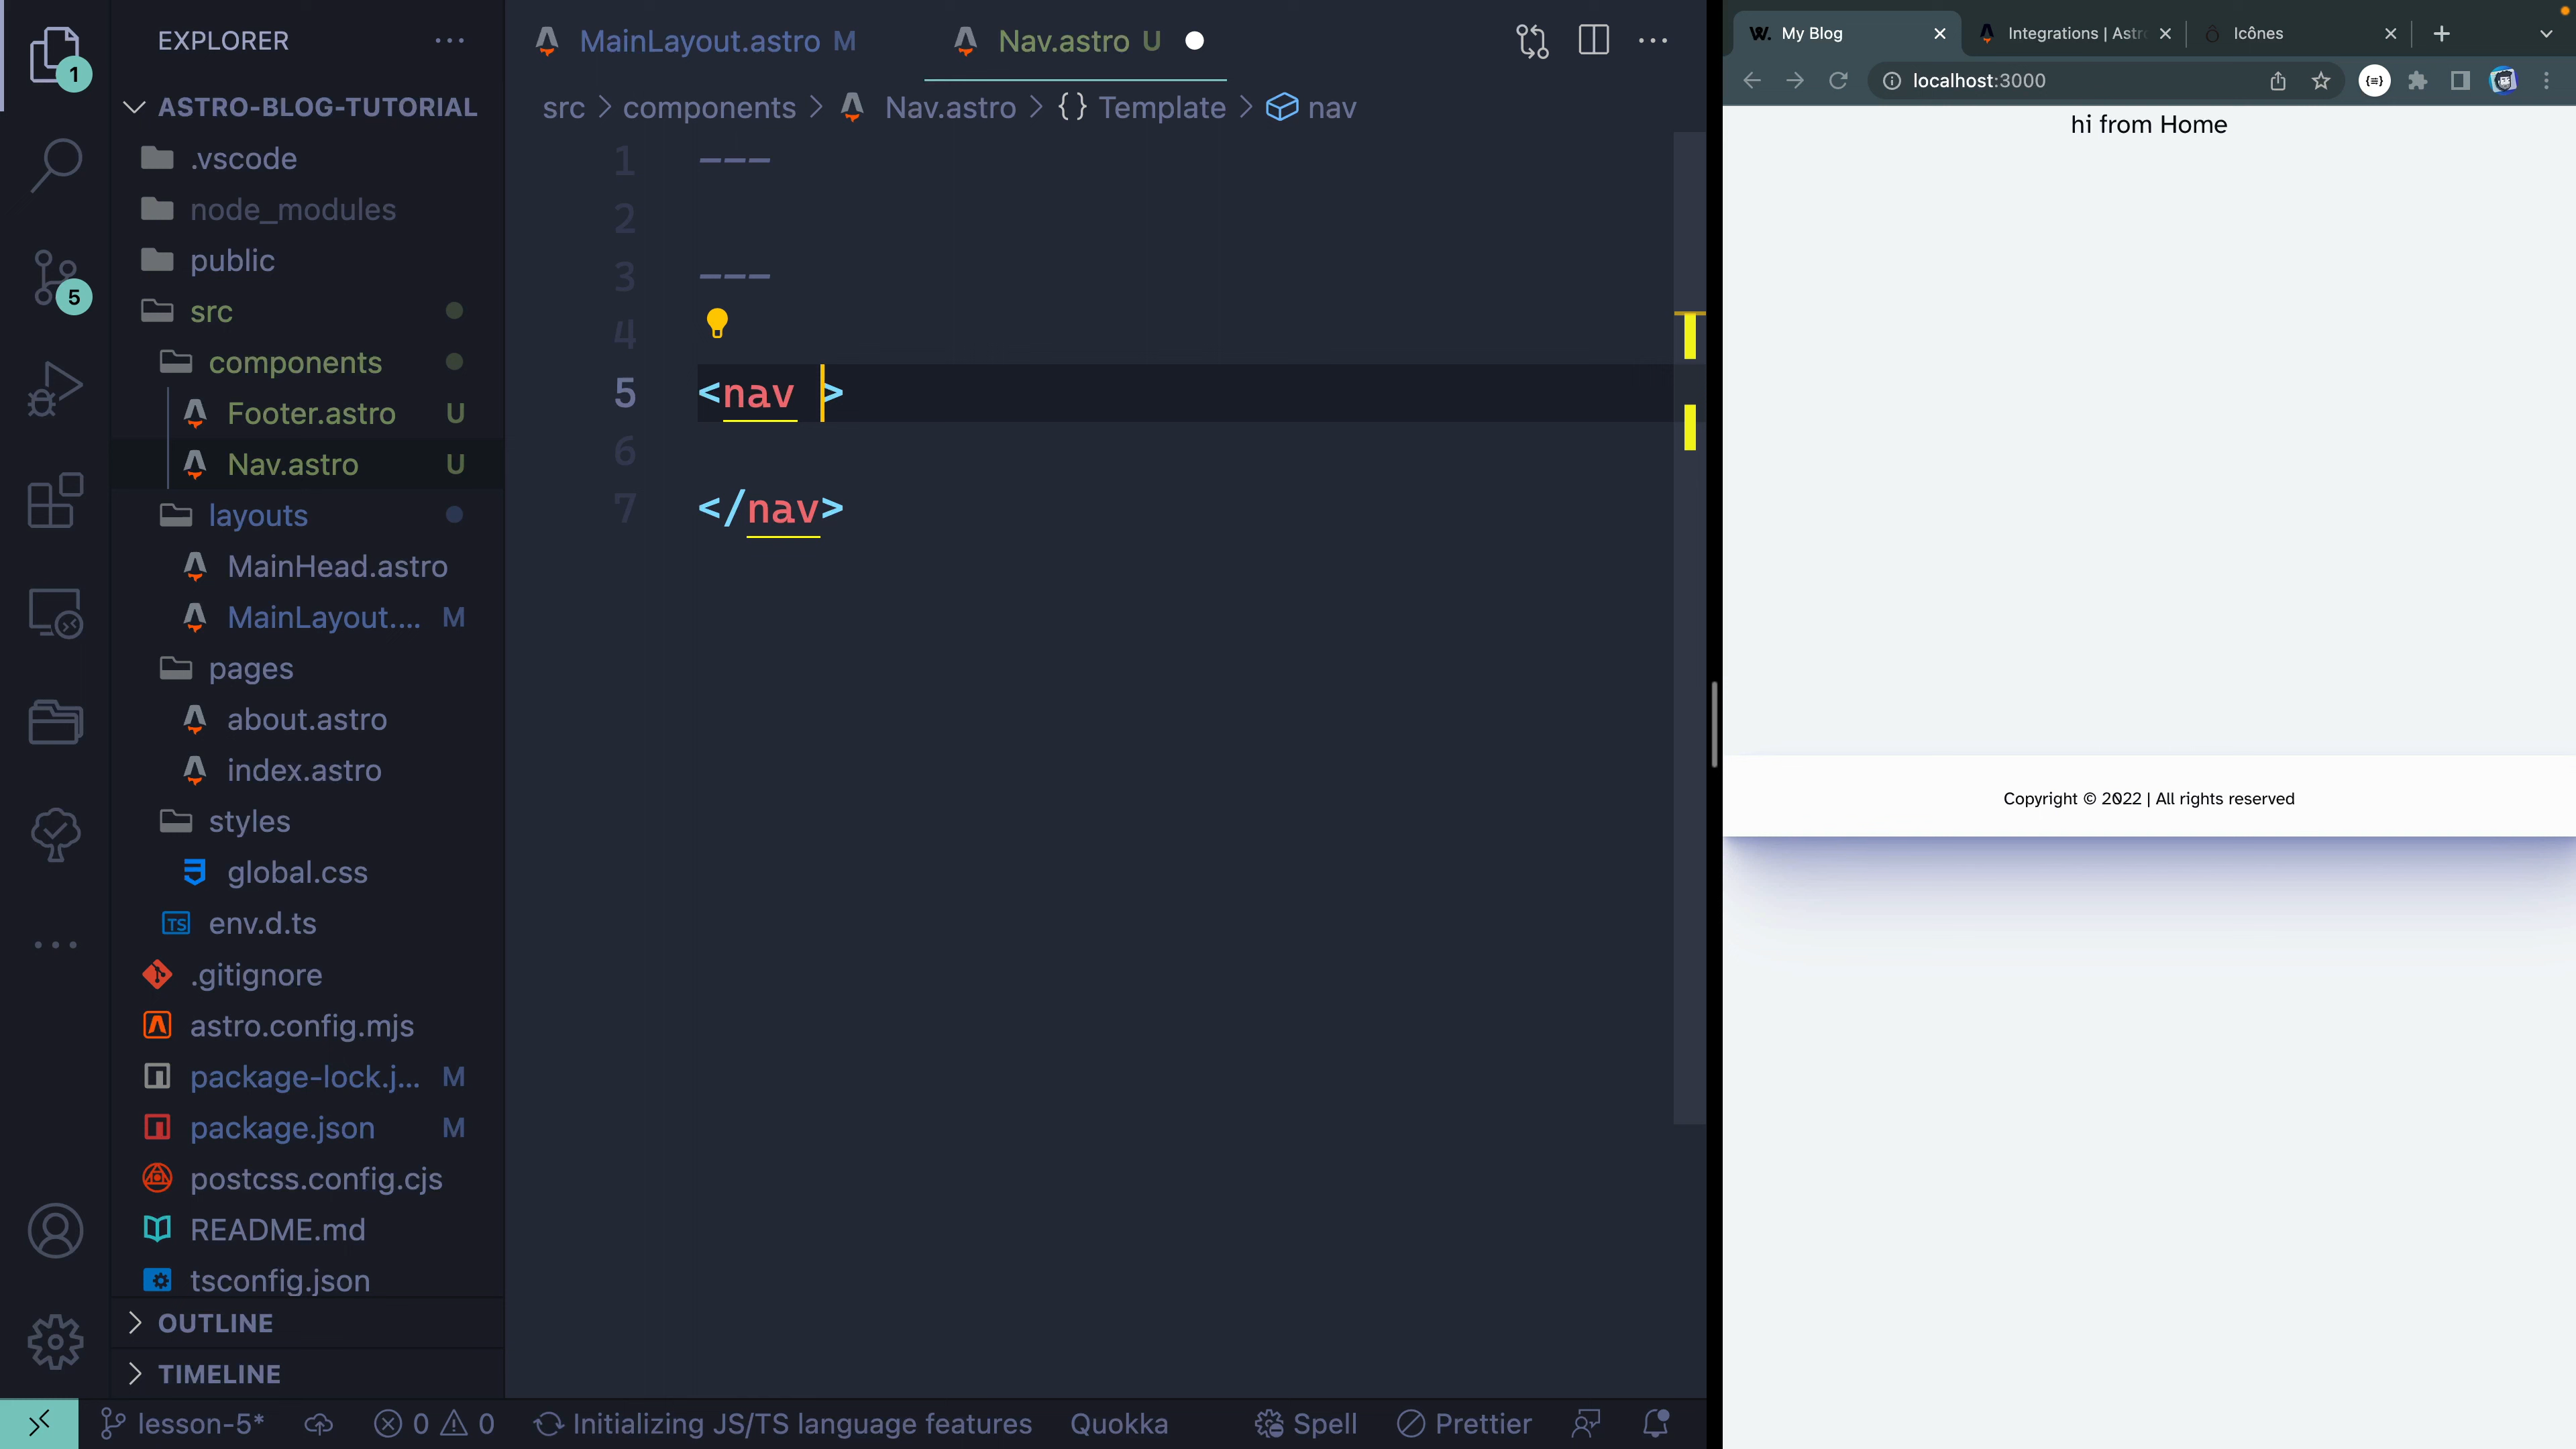 EXPLORER
1
5
ASTRO-BLOG-TUTORIAL
.vscode
node_modules
public
src
components
Footer.astro U
Nav.astro U
layouts
MainHead.astro
MainLayout.... M
pages
about.astro
index.astro
styles
global.css
env.d.ts
.gitignore
astro.config.mjs
package-lock.j... M
package.json M
postcss.config.cjs
README.md
tsconfig.json
OUTLINE
TIMELINE
MainLayout.astro M
Nav.astro U
src > components > Nav.astro > {} Template > nav
1 ---
2
3 ---
4
5 <nav >
6
7 </nav>
lesson-5* 0 0 Initializing JS/TS language features Quokka Spell Prettier
W. My Blog
Integrations | Astr
Icônes
localhost:3000
hi from Home
Copyright © 2022 | All rights reserved